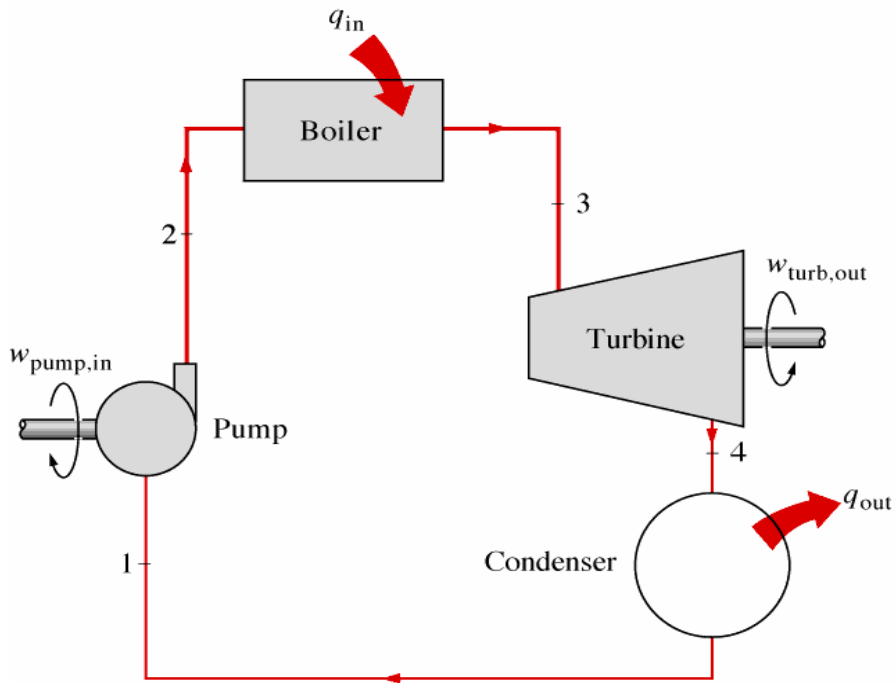 q_in
Boiler
3
2
w_turb,out
Turbine
w_pump,in
Pump
4
q_out
Condenser
1